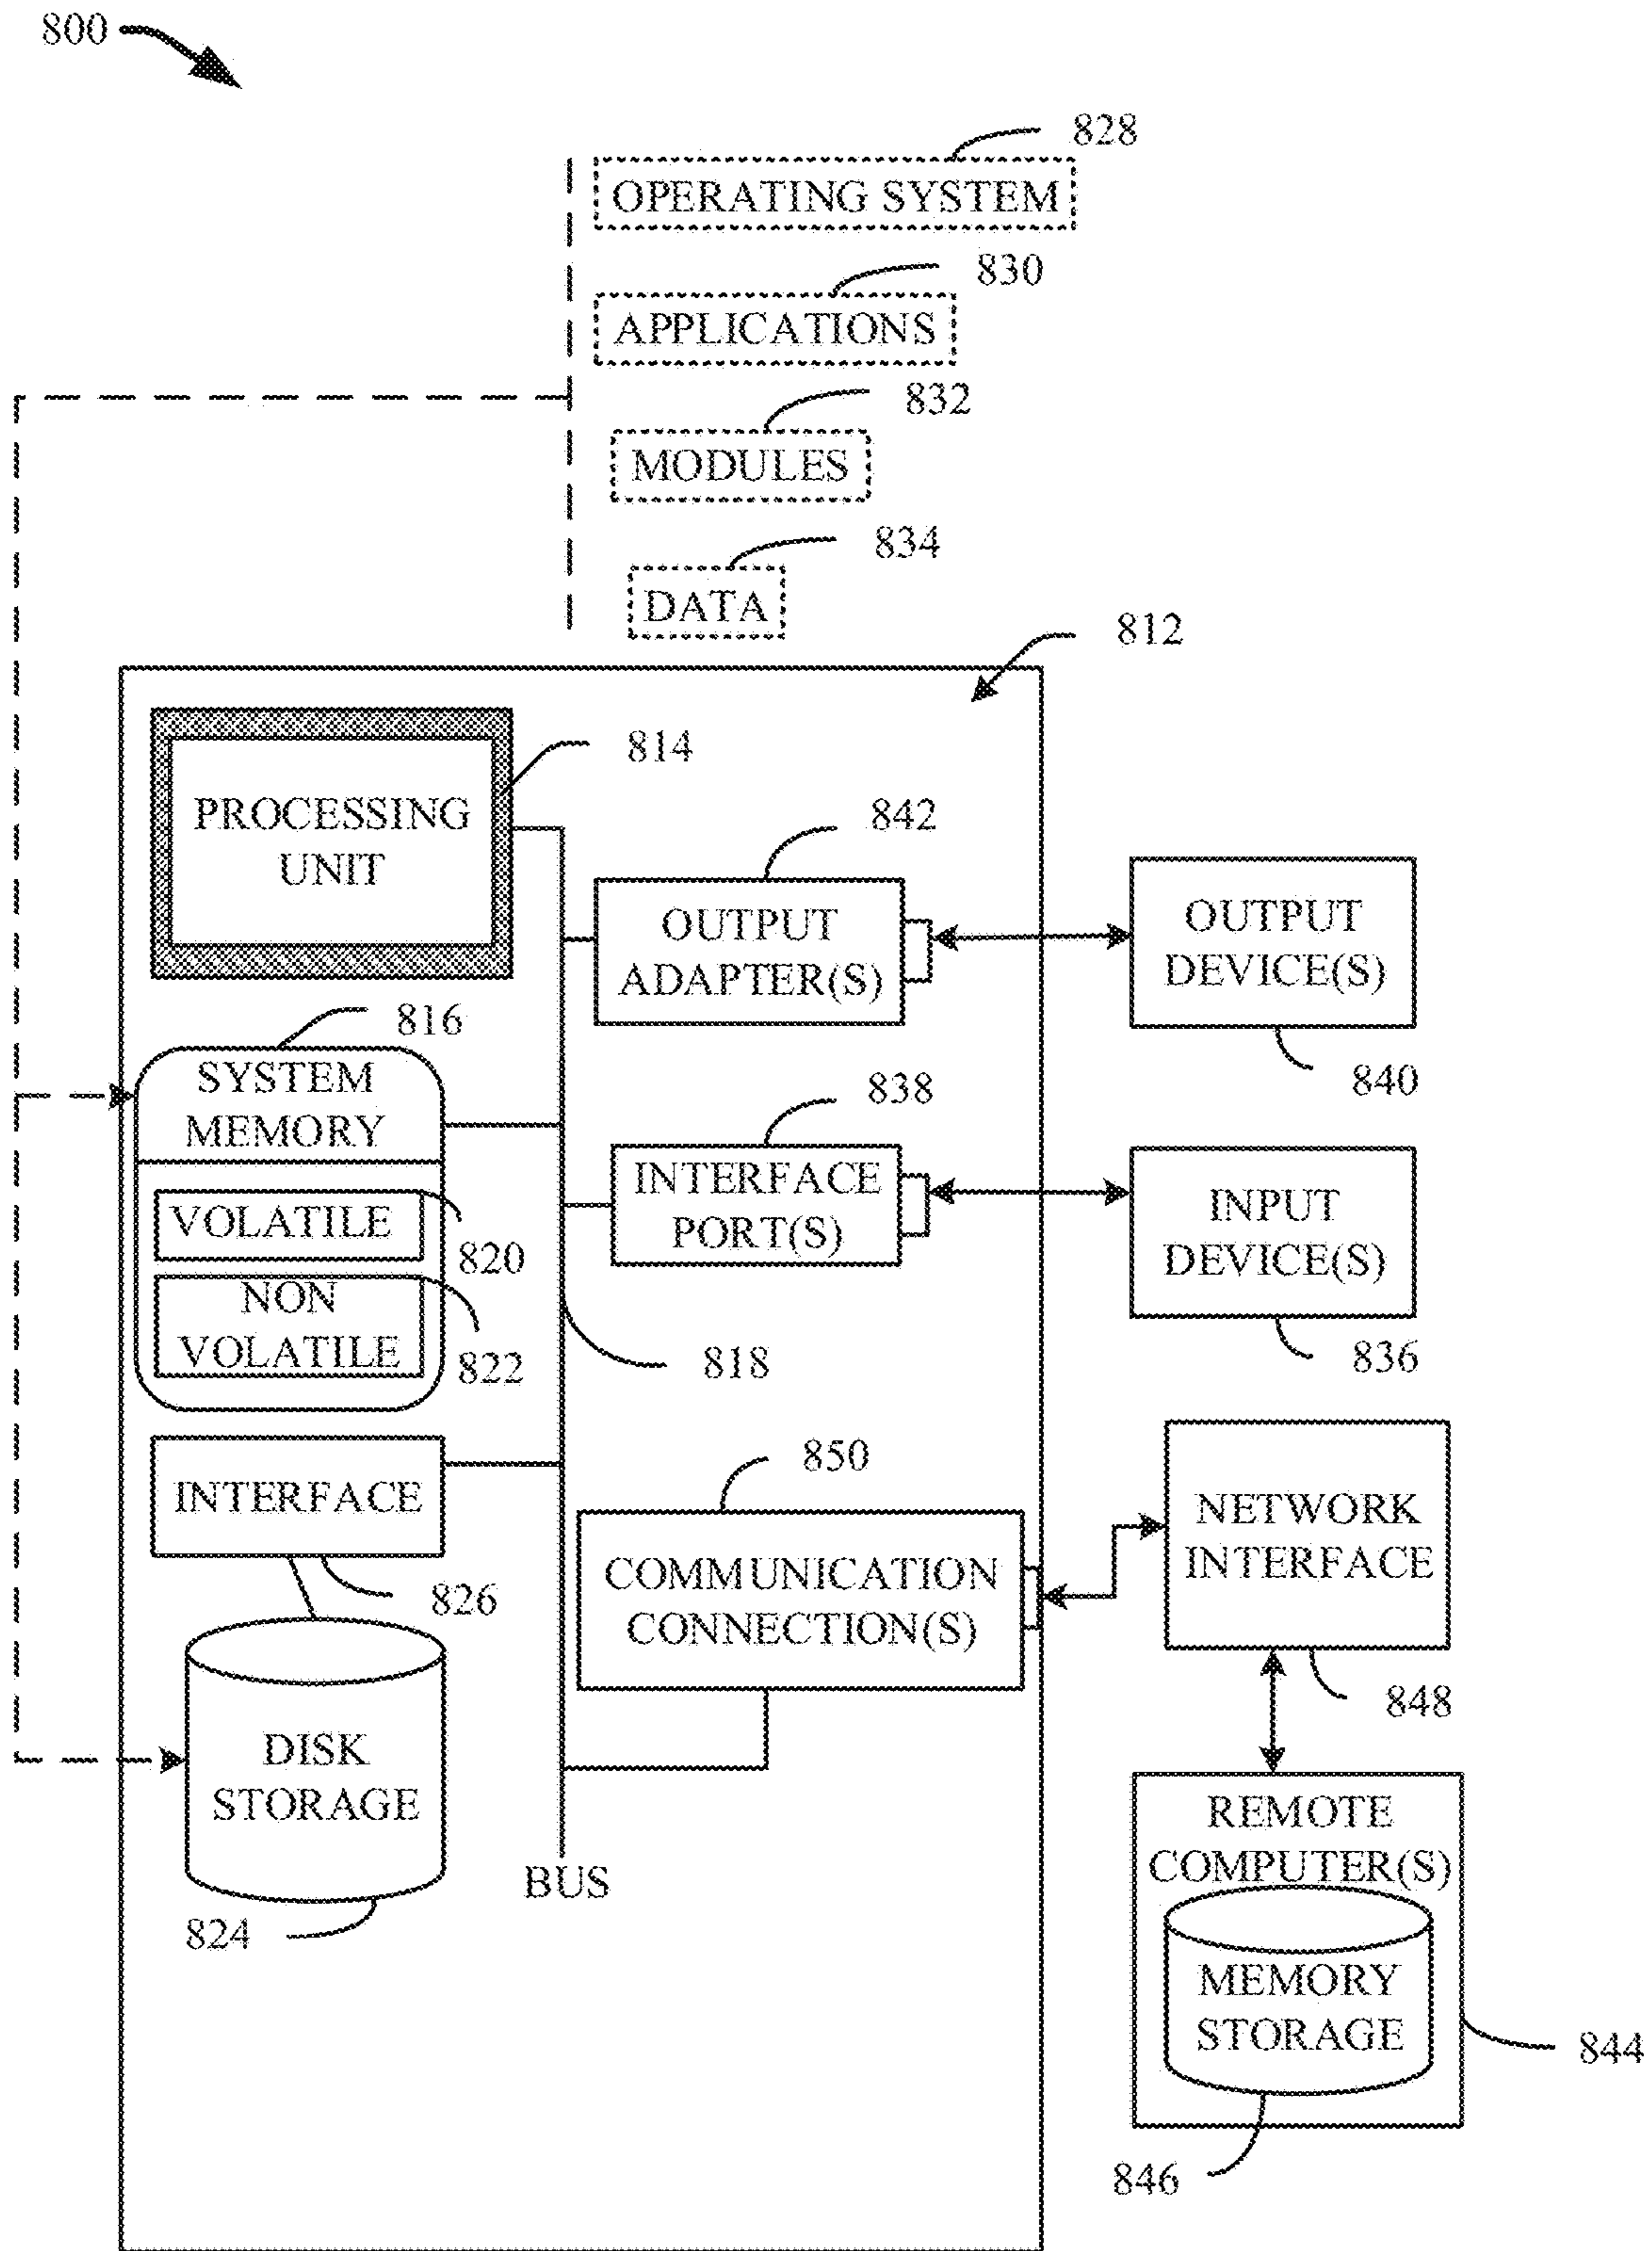 800
828
OPERATING SYSTEM
830
APPLICATIONS
832
MODULES
834
DATA
812
814
PROCESSING
UNIT
842
OUTPUT
ADAPTER(S)
OUTPUT
DEVICE(S)
840
816
SYSTEM
MEMORY
838
INTERFACE
PORT(S)
INPUT
DEVICE(S)
836
VOLATILE
820
NON
VOLATILE
822
818
850
INTERFACE
826
COMMUNICATION
CONNECTION(S)
NETWORK
INTERFACE
848
DISK
STORAGE
824
BUS
REMOTE
COMPUTER(S)
MEMORY
STORAGE
844
846